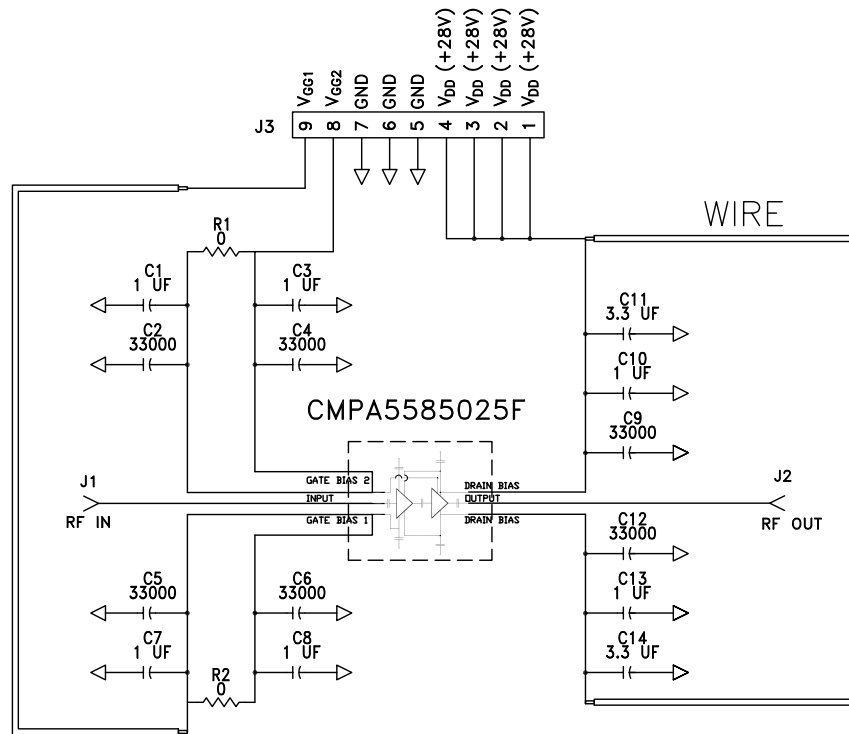 VGG1
VGG2
GND
GND
GND
VDD (+28V)
VDD (+28V)
VDD (+28V)
VDD (+28V)
J3
9 8 7 6 5 4 3 2 1
WIRE
R1
0
C1
1 UF
C3
1 UF
C2
33000
C4
33000
C11
3.3 UF
C10
1 UF
C9
33000
CMPA5585025F
J1
RF IN
GATE BIAS 2
INPUT
GATE BIAS 1
DRAIN BIAS
OUTPUT
DRAIN BIAS
J2
RF OUT
C12
33000
C5
33000
C6
33000
C13
1 UF
C7
1 UF
C8
1 UF
C14
3.3 UF
R2
0